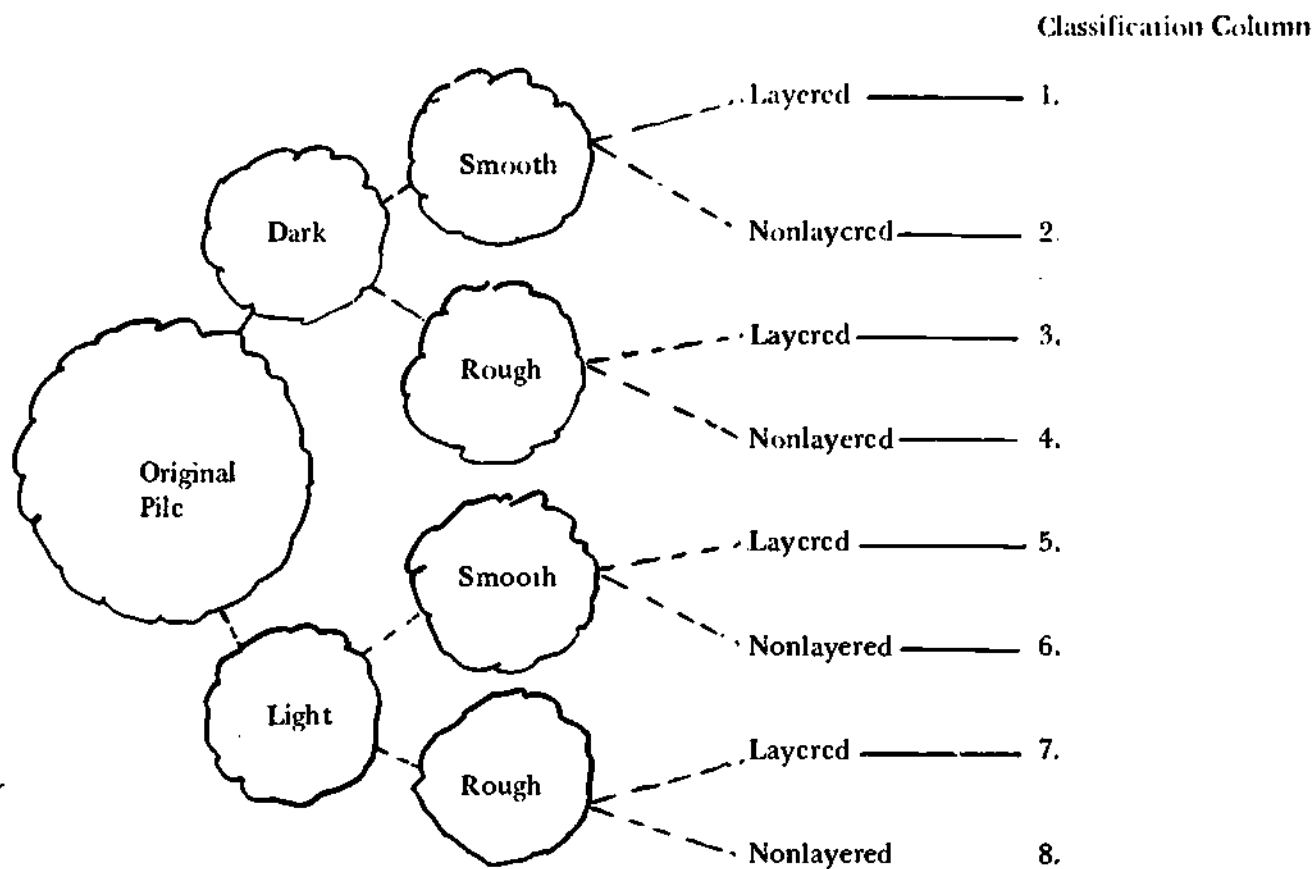 Classification Column
Layered 1.
Smooth
Dark
Nonlayered 2.
Layered 3.
Rough
Nonlayered 4.
Original
Pile
Layered 5.
Smooth
Nonlayered 6.
Light
Layered 7.
Rough
Nonlayered 8.